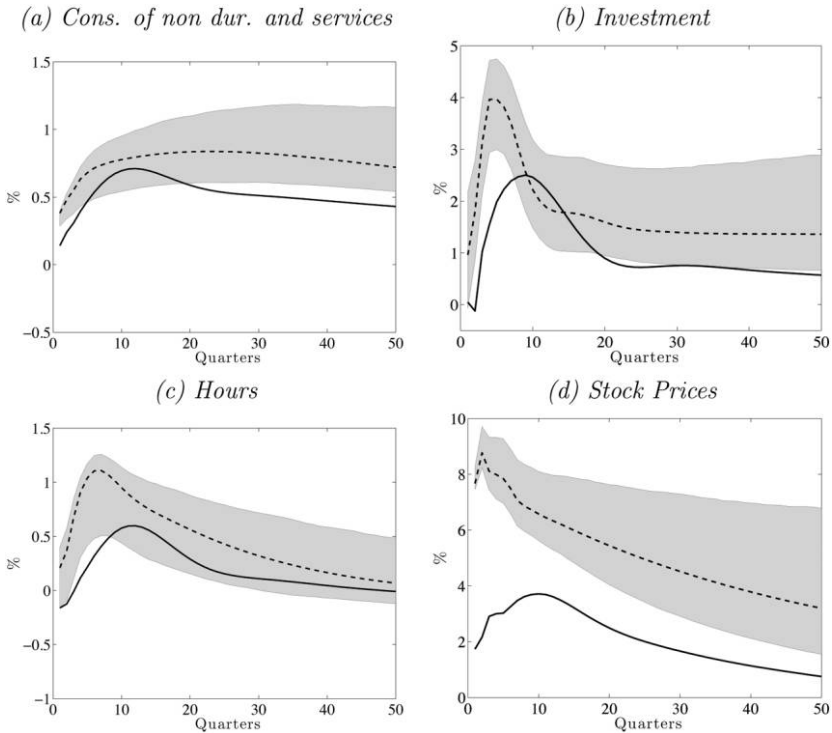 (a) Cons. of non dur. and services
1.5
1
0.5
0
−0.5
%
0 10 20 30 40 50
Quarters
(b) Investment
5
4
3
2
1
0
%
0 10 20 30 40 50
Quarters
(c) Hours
1.5
1
0.5
0
−0.5
−1
%
0 10 20 30 40 50
Quarters
(d) Stock Prices
10
8
6
4
2
0
%
0 10 20 30 40 50
Quarters